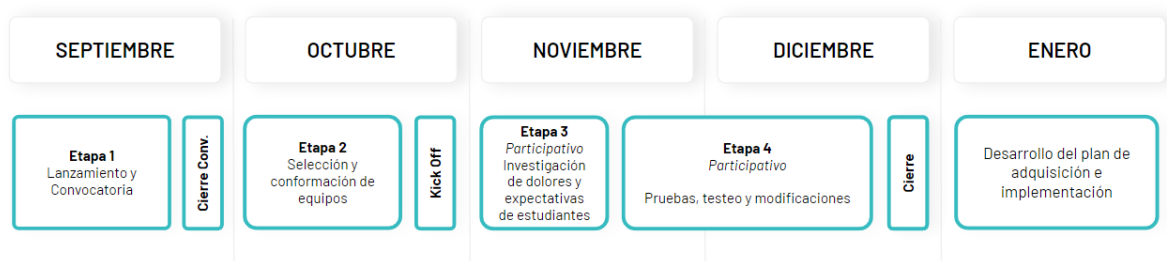 SEPTIEMBRE
OCTUBRE
NOVIEMBRE
DICIEMBRE
ENERO
Etapa 1
Lanzamiento y
Convocatoria
Cierre Conv.
Etapa 2
Selección y
conformación de
equipos
Kick Off
Etapa 3
Participativo
Investigación
de dolores y
expectativas
de estudiantes
Etapa 4
Participativo
Pruebas, testeo y modificaciones
Cierre
Desarrollo del plan de
adquisición e
implementación